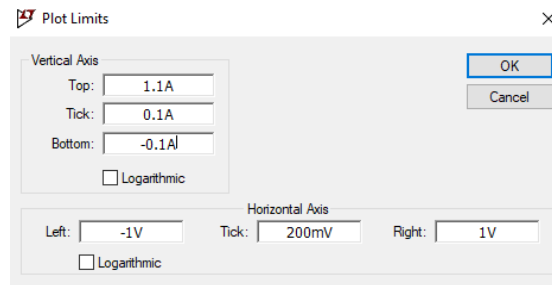 Plot Limits
Vertical Axis
Top: 1.1A
Tick: 0.1A
Bottom: -0.1A
Logarithmic
OK
Cancel
Horizontal Axis
Left: -1V Tick: 200mV Right: 1V
Logarithmic